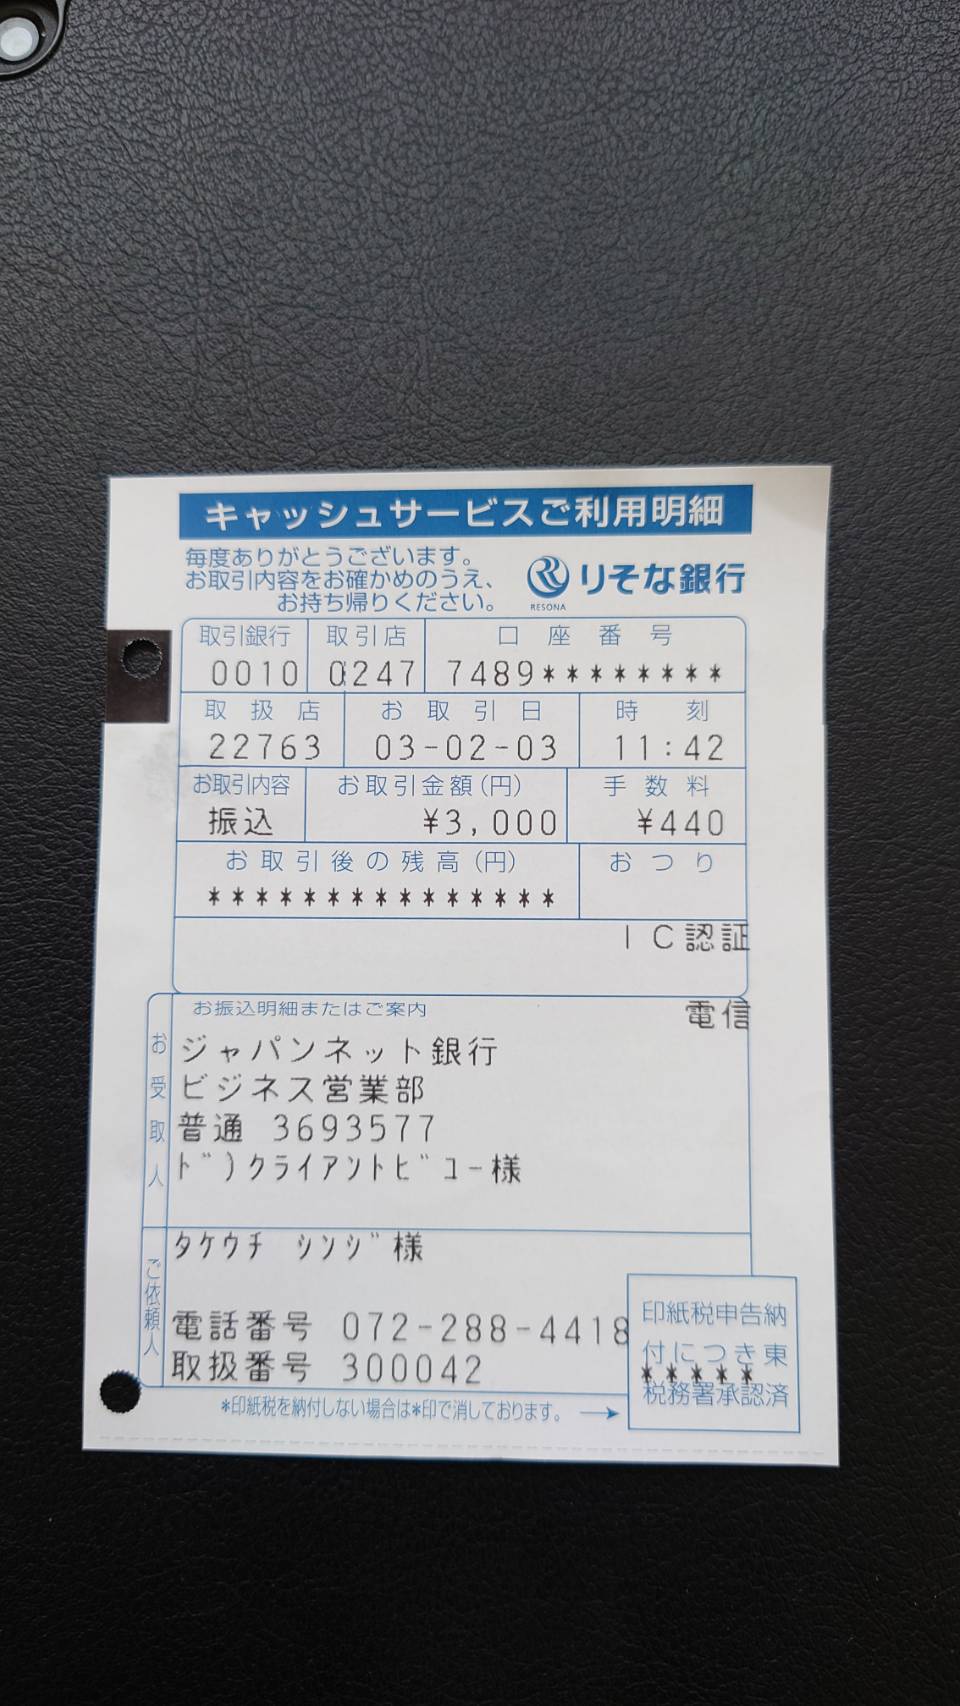 キャッシュサービスご利用明細
毎度ありがとうございます。
お取引内容をお確かめのうえ、
お持ち帰りください。
りそな銀行
RESONA
取引銀行 取引店 口座番号
0010 0247 7489********
取扱店 お取引日 時刻
22763 03-02-03 11:42
お取引内容 お取引金額(円) 手数料
振込 ¥3,000 ¥440
お取引後の残高(円) おつり
***************
IC認証
お振込明細またはご案内
電信
お受取人
ジャパンネット銀行
ビジネス営業部
普通 3693577
ド)クライアントビユー様
ご依頼人
タケウチ シンジ様
電話番号 072-288-4418
取扱番号 300042
印紙税申告納
付につき東
*****
税務署承認済
*印紙税を納付しない場合は*印で消しております。 →